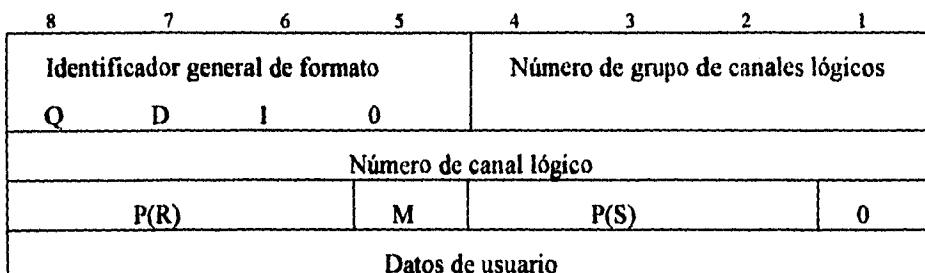 8 7 6 5 4 3 2 1
Identificador general de formato Número de grupo de canales lógicos
Q D 1 0
Número de canal lógico
P(R) M P(S) 0
Datos de usuario